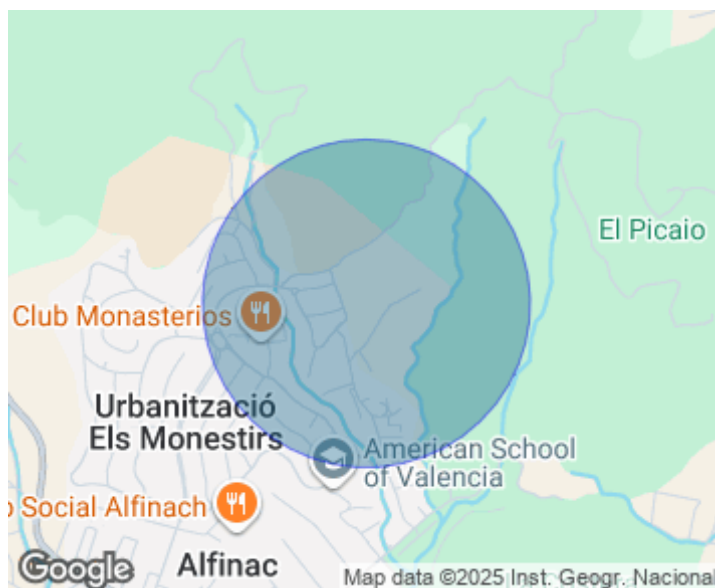 El Picaio
Club Monasterios
Urbanització
Els Monestirs
American School
of Valencia
o Social Alfinach
Alfinac
Google
Map data ©2025 Inst. Geogr. Nacional